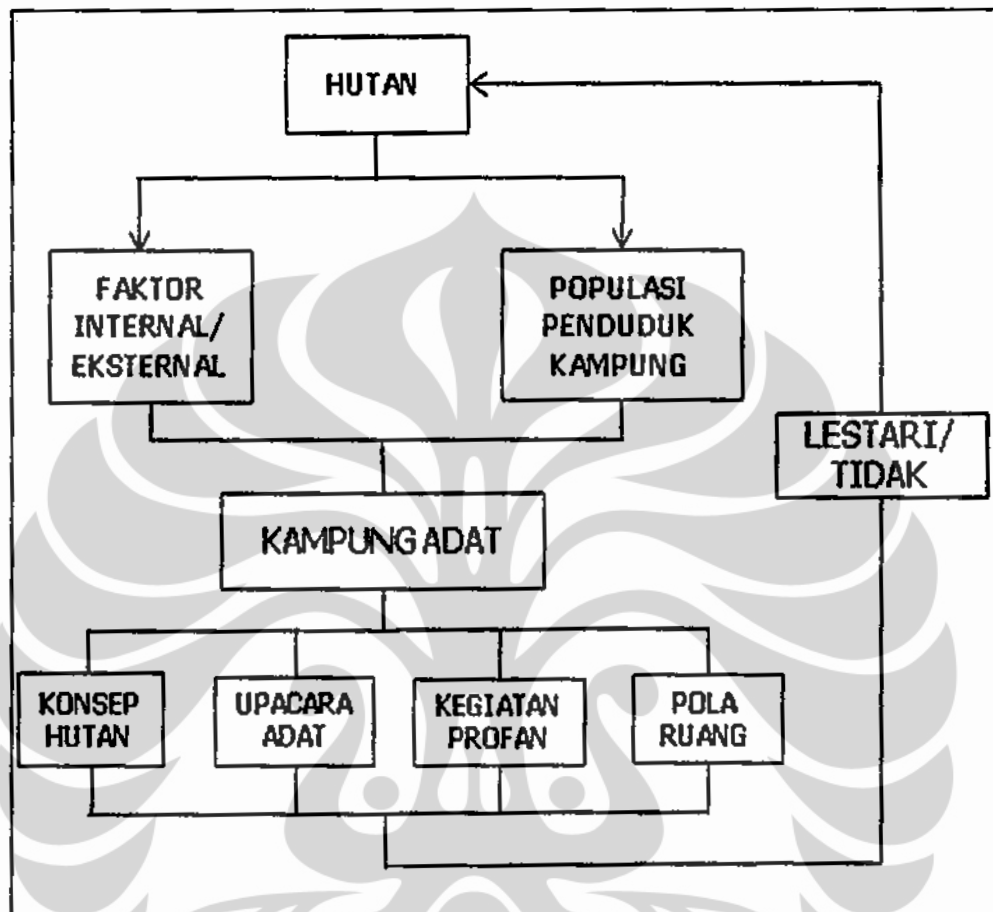 HUTAN
FAKTOR
INTERNAL/
EKSTERNAL
POPULASI
PENDUDUK
KAMPUNG
LESTARI/
TIDAK
KAMPUNG ADAT
KONSEP
HUTAN
UPACARA
ADAT
KEGIATAN
PROFAN
POLA
RUANG